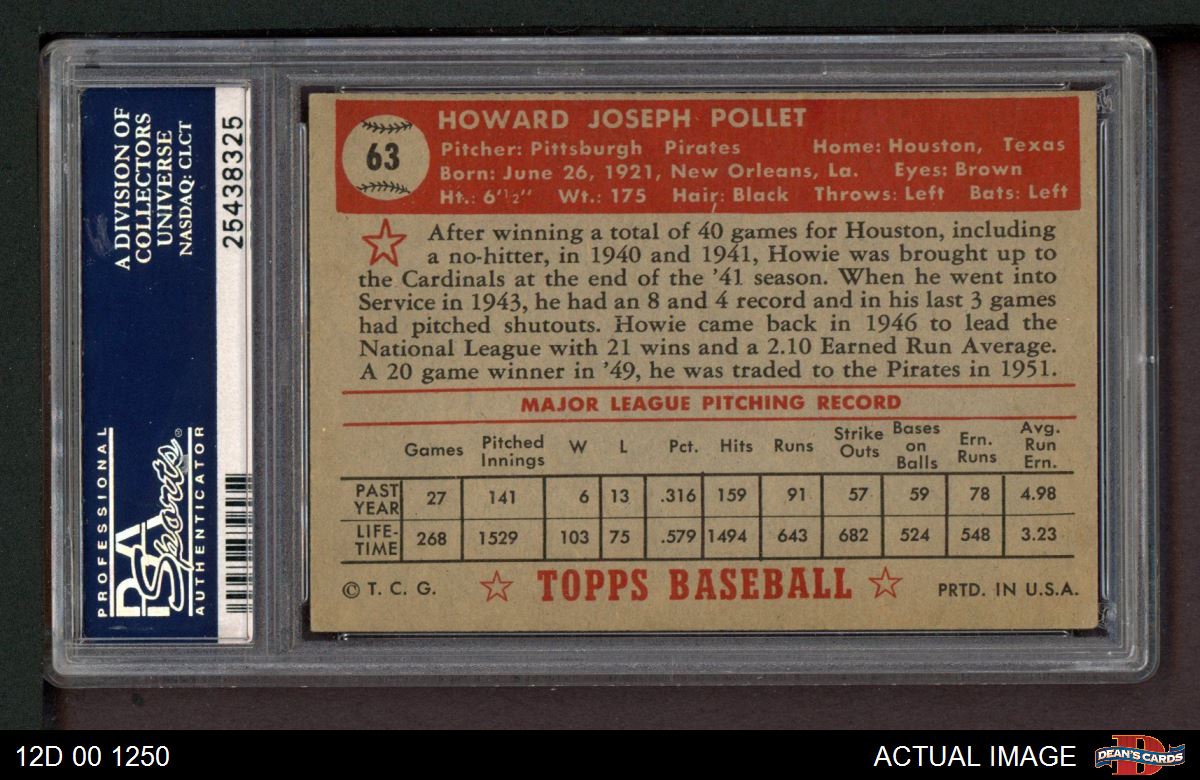 A DIVISION OF
COLLECTORS
UNIVERSE
NASDAQ: CLCT
25438325
PROFESSIONAL
PSA
Sports®
AUTHENTICATOR
63
HOWARD JOSEPH POLLET
Pitcher: Pittsburgh Pirates Home: Houston, Texas
Born: June 26, 1921, New Orleans, La. Eyes: Brown
Ht.: 6'½" Wt.: 175 Hair: Black Throws: Left Bats: Left
After winning a total of 40 games for Houston, including
a no-hitter, in 1940 and 1941, Howie was brought up to
the Cardinals at the end of the '41 season. When he went into
Service in 1943, he had an 8 and 4 record and in his last 3 games
had pitched shutouts. Howie came back in 1946 to lead the
National League with 21 wins and a 2.10 Earned Run Average.
A 20 game winner in '49, he was traded to the Pirates in 1951.
MAJOR LEAGUE PITCHING RECORD
Games Pitched Innings W L Pct. Hits Runs Strike Outs Bases on Balls Ern. Runs Avg. Run Ern.
PAST YEAR 27 141 6 13 .316 159 91 57 59 78 4.98
LIFE-TIME 268 1529 103 75 .579 1494 643 682 524 548 3.23
© T. C. G. TOPPS BASEBALL PRTD. IN U.S.A.
12D 00 1250 ACTUAL IMAGE DEAN'S CARDS